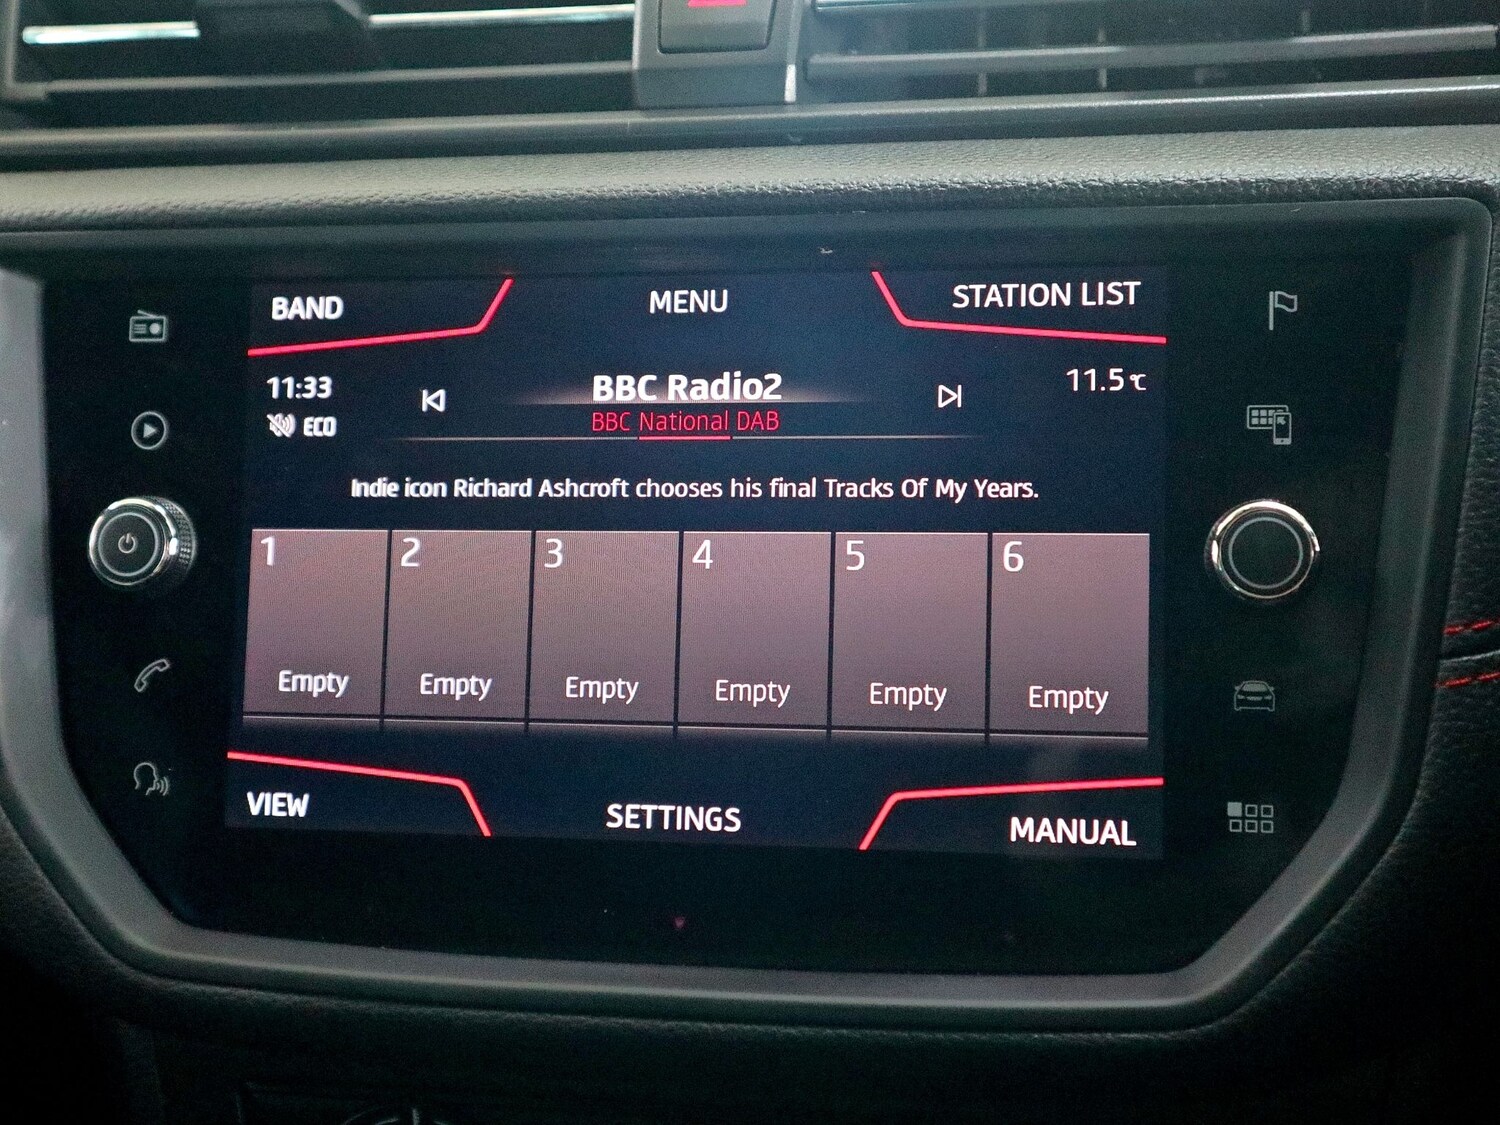 BAND
MENU
STATION LIST
11:33
BBC Radio2
11.5°C
ECO
BBC National DAB
Indie icon Richard Ashcroft chooses his final Tracks Of My Years.
1
2
3
4
5
6
Empty
Empty
Empty
Empty
Empty
Empty
VIEW
SETTINGS
MANUAL